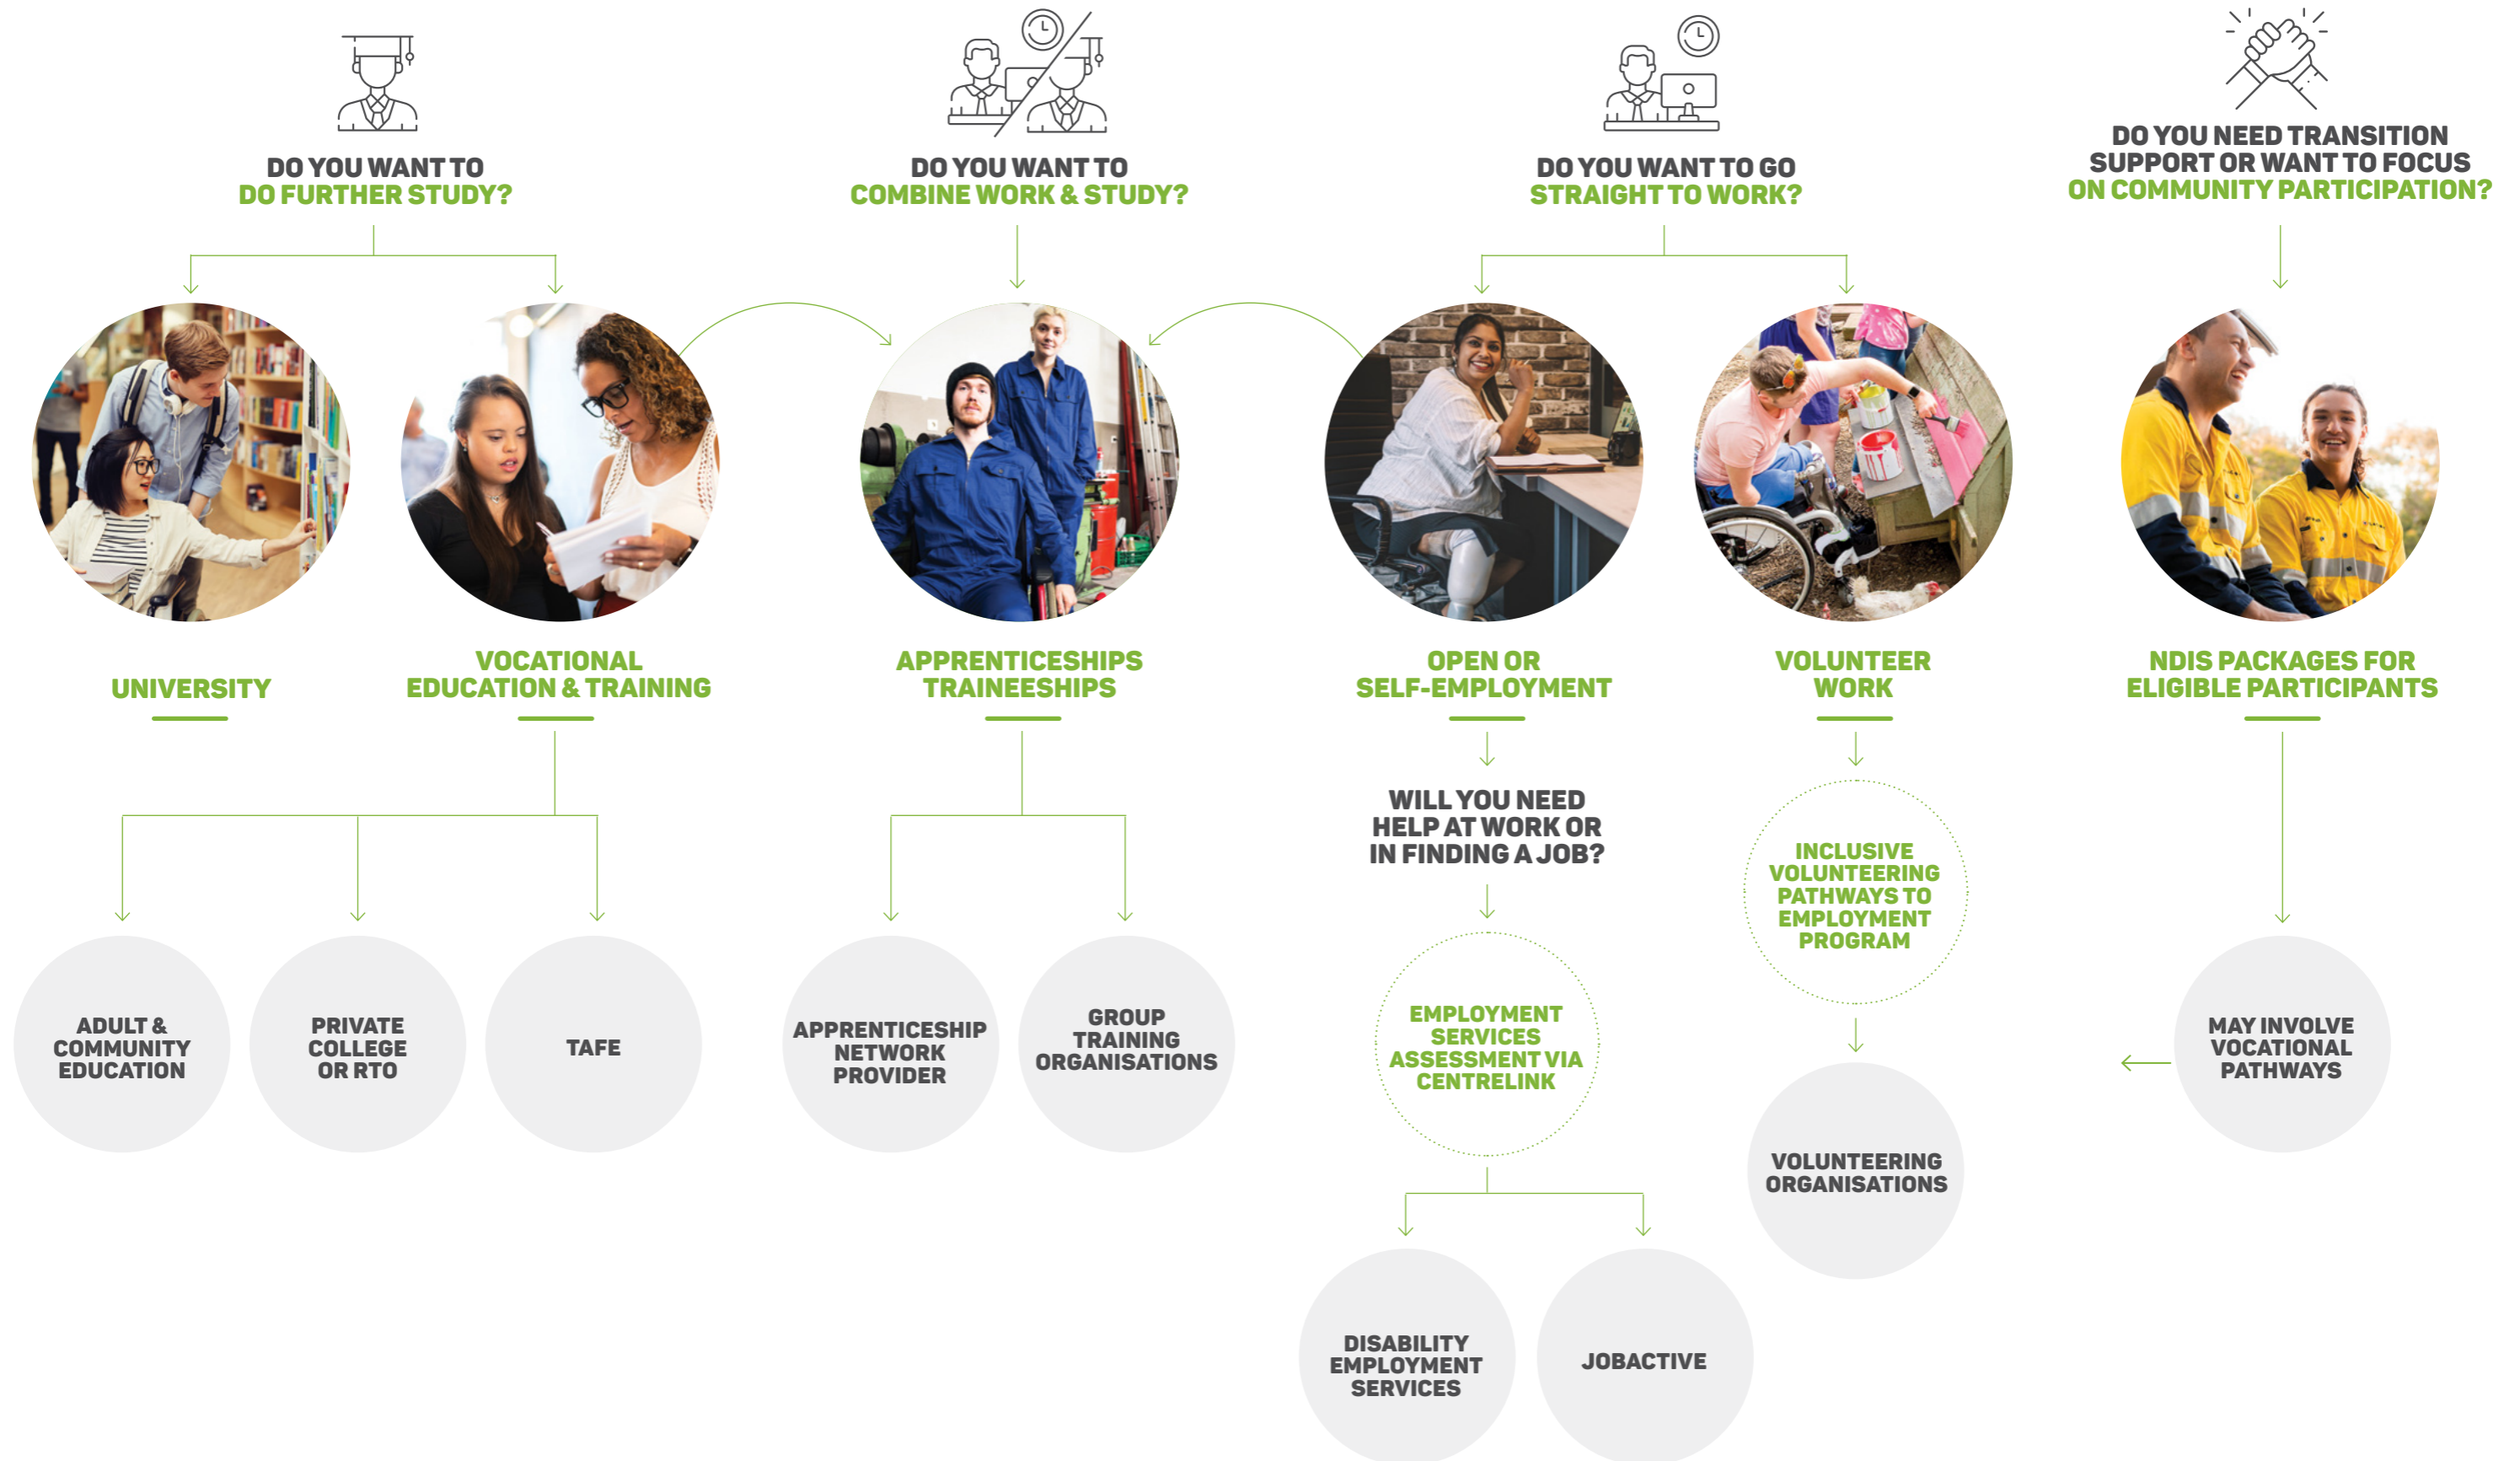 DO YOU WANT TO
DO FURTHER STUDY?
DO YOU WANT TO
COMBINE WORK & STUDY?
DO YOU WANT TO GO
STRAIGHT TO WORK?
DO YOU NEED TRANSITION
SUPPORT OR WANT TO FOCUS
ON COMMUNITY PARTICIPATION?
UNIVERSITY
VOCATIONAL
EDUCATION & TRAINING
APPRENTICESHIPS
TRAINEESHIPS
OPEN OR
SELF-EMPLOYMENT
VOLUNTEER
WORK
NDIS PACKAGES FOR
ELIGIBLE PARTICIPANTS
ADULT &
COMMUNITY
EDUCATION
PRIVATE
COLLEGE
OR RTO
TAFE
APPRENTICESHIP
NETWORK
PROVIDER
GROUP
TRAINING
ORGANISATIONS
WILL YOU NEED
HELP AT WORK OR
IN FINDING A JOB?
EMPLOYMENT
SERVICES
ASSESSMENT VIA
CENTRELINK
DISABILITY
EMPLOYMENT
SERVICES
JOBACTIVE
INCLUSIVE
VOLUNTEERING
PATHWAYS TO
EMPLOYMENT
PROGRAM
VOLUNTEERING
ORGANISATIONS
MAY INVOLVE
VOCATIONAL
PATHWAYS